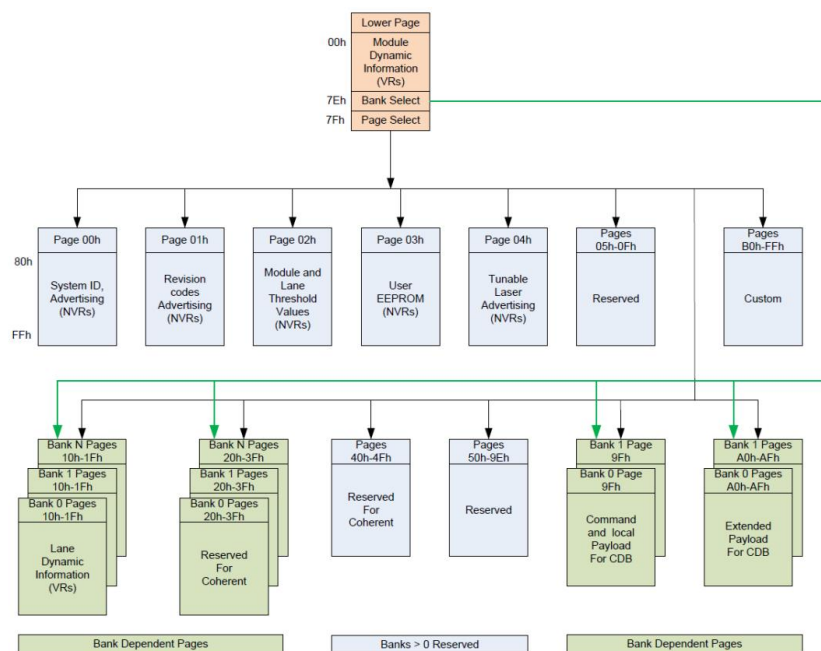 Lower Page
00h
Module
Dynamic
Information
(VRs)
7Eh
Bank Select
7Fh
Page Select
Page 00h
Page 01h
Page 02h
Page 03h
Page 04h
Pages
05h-0Fh
Pages
B0h-FFh
80h
System ID,
Advertising
(NVRs)
Revision
codes
Advertising
(NVRs)
Module and
Lane
Threshold
Values
(NVRs)
User
EEPROM
(NVRs)
Tunable
Laser
Advertising
(NVRs)
Reserved
Custom
FFh
Bank N Pages
10h-1Fh
Bank 1 Pages
10h-1Fh
Bank 0 Pages
10h-1Fh
Lane
Dynamic
Information
(VRs)
Bank N Pages
20h-3Fh
Bank 1 Pages
20h-3Fh
Bank 0 Pages
20h-3Fh
Reserved
For
Coherent
Pages
40h-4Fh
Reserved
For
Coherent
Pages
50h-9Eh
Reserved
Bank 1 Page
9Fh
Bank 0 Page
9Fh
Command
and local
Payload
For CDB
Bank 1 Pages
A0h-AFh
Bank 0 Pages
A0h-AFh
Extended
Payload
For CDB
Bank Dependent Pages
Banks > 0 Reserved
Bank Dependent Pages